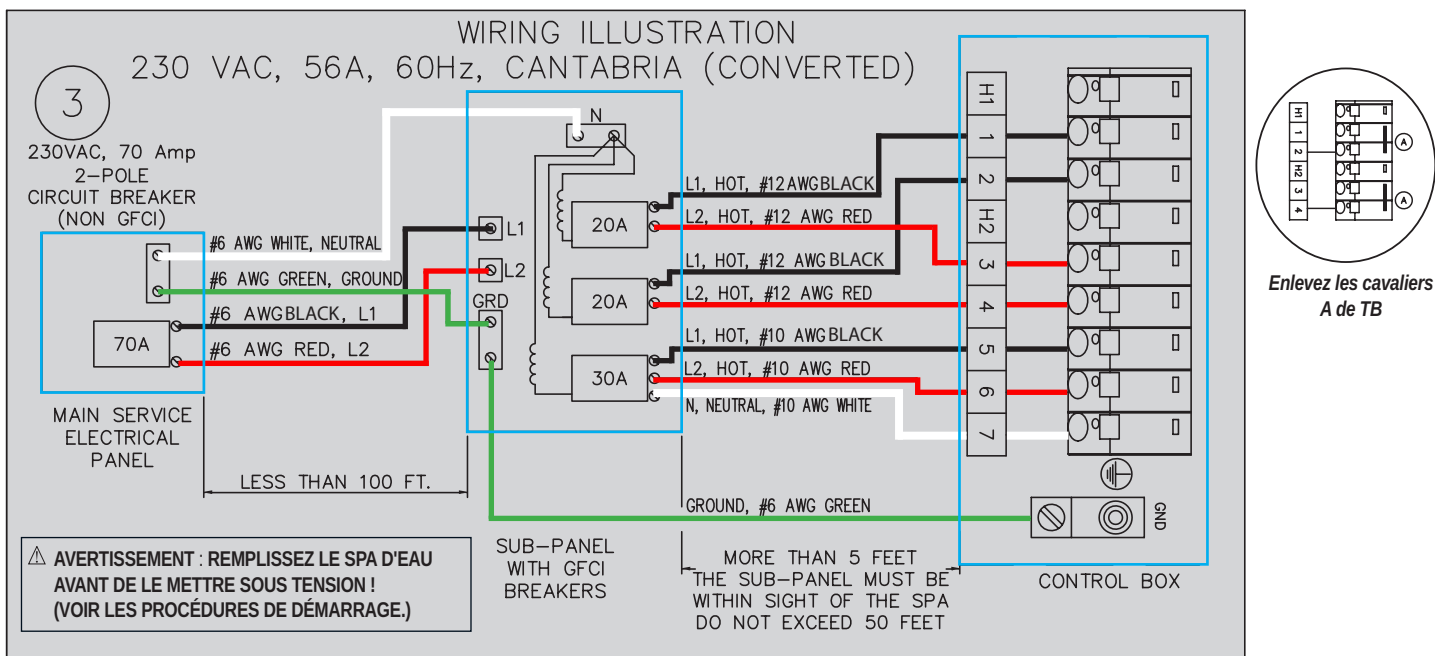 WIRING ILLUSTRATION
230 VAC, 56A, 60Hz, CANTABRIA (CONVERTED)
3
230VAC, 70 Amp
2-POLE
CIRCUIT BREAKER
(NON GFCI)
#6 AWG WHITE, NEUTRAL
#6 AWG GREEN, GROUND
#6 AWGBLACK, L1
#6 AWG RED, L2
70A
MAIN SERVICE
ELECTRICAL
PANEL
LESS THAN 100 FT.
N
L1
L2
GRD
20A
20A
30A
SUB-PANEL
WITH GFCI
BREAKERS
L1, HOT, #12AWGBLACK
L2, HOT, #12 AWG RED
L1, HOT, #12 AWG BLACK
L2, HOT, #12 AWG RED
L1, HOT, #10 AWG BLACK
L2, HOT, #10 AWG RED
N, NEUTRAL, #10 AWG WHITE
GROUND, #6 AWG GREEN
MORE THAN 5 FEET
THE SUB-PANEL MUST BE
WITHIN SIGHT OF THE SPA
DO NOT EXCEED 50 FEET
H1
1
2
H2
3
4
5
6
7
GND
CONTROL BOX
⚠ AVERTISSEMENT : REMPLISSEZ LE SPA D'EAU
AVANT DE LE METTRE SOUS TENSION !
(VOIR LES PROCÉDURES DE DÉMARRAGE.)
H1
1
2
H2
3
4
A
A
Enlevez les cavaliers
A de TB